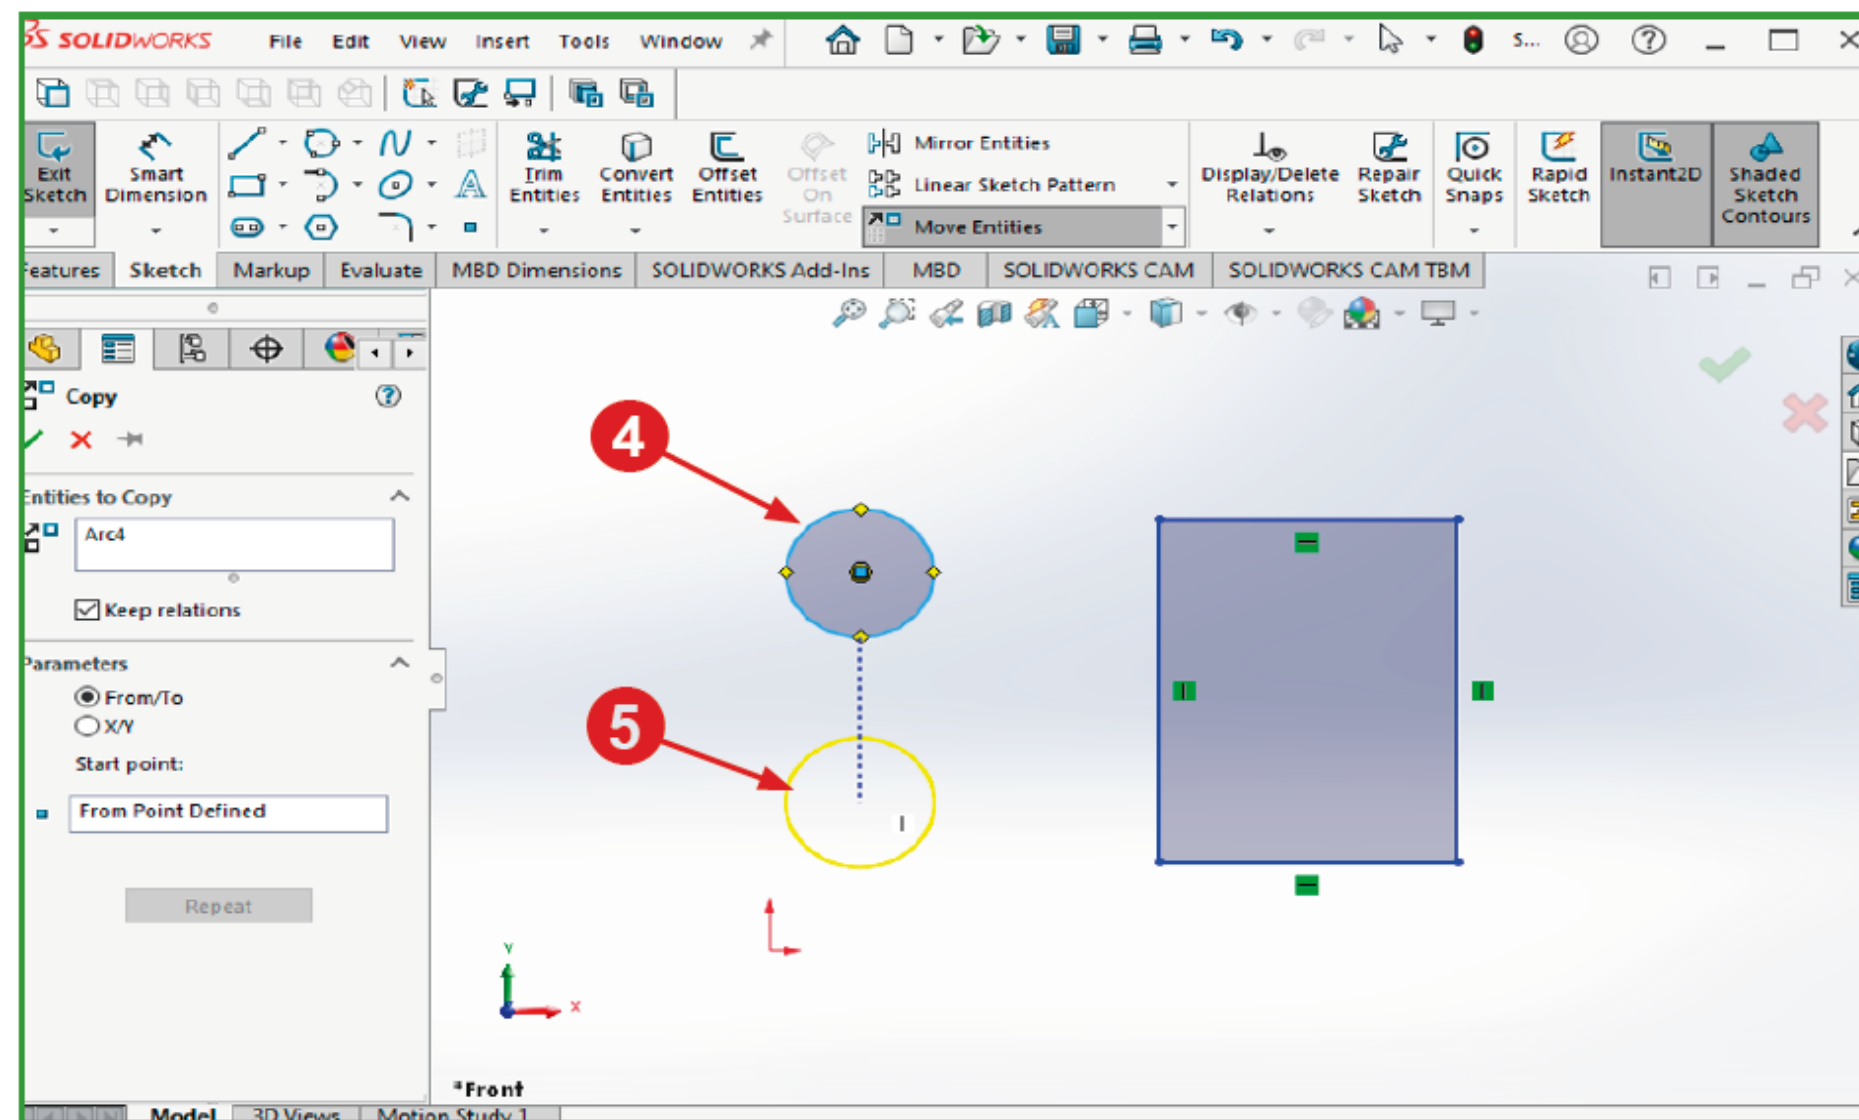 SOLIDWORKS File Edit View Insert Tools Window S...
Exit Sketch
Smart Dimension
Trim Entities
Convert Entities
Offset Entities
Offset On Surface
Mirror Entities
Linear Sketch Pattern
Move Entities
Display/Delete Relations
Repair Sketch
Quick Snaps
Rapid Sketch
Instant2D
Shaded Sketch Contours
eatures Sketch Markup Evaluate MBD Dimensions SOLIDWORKS Add-Ins MBD SOLIDWORKS CAM SOLIDWORKS CAM TBM
Copy
Entities to Copy
Arc4
Keep relations
Parameters
From/To
X/Y
Start point:
From Point Defined
Repeat
4
5
Y
X
*Front
Model 3D Views Motion Study 1